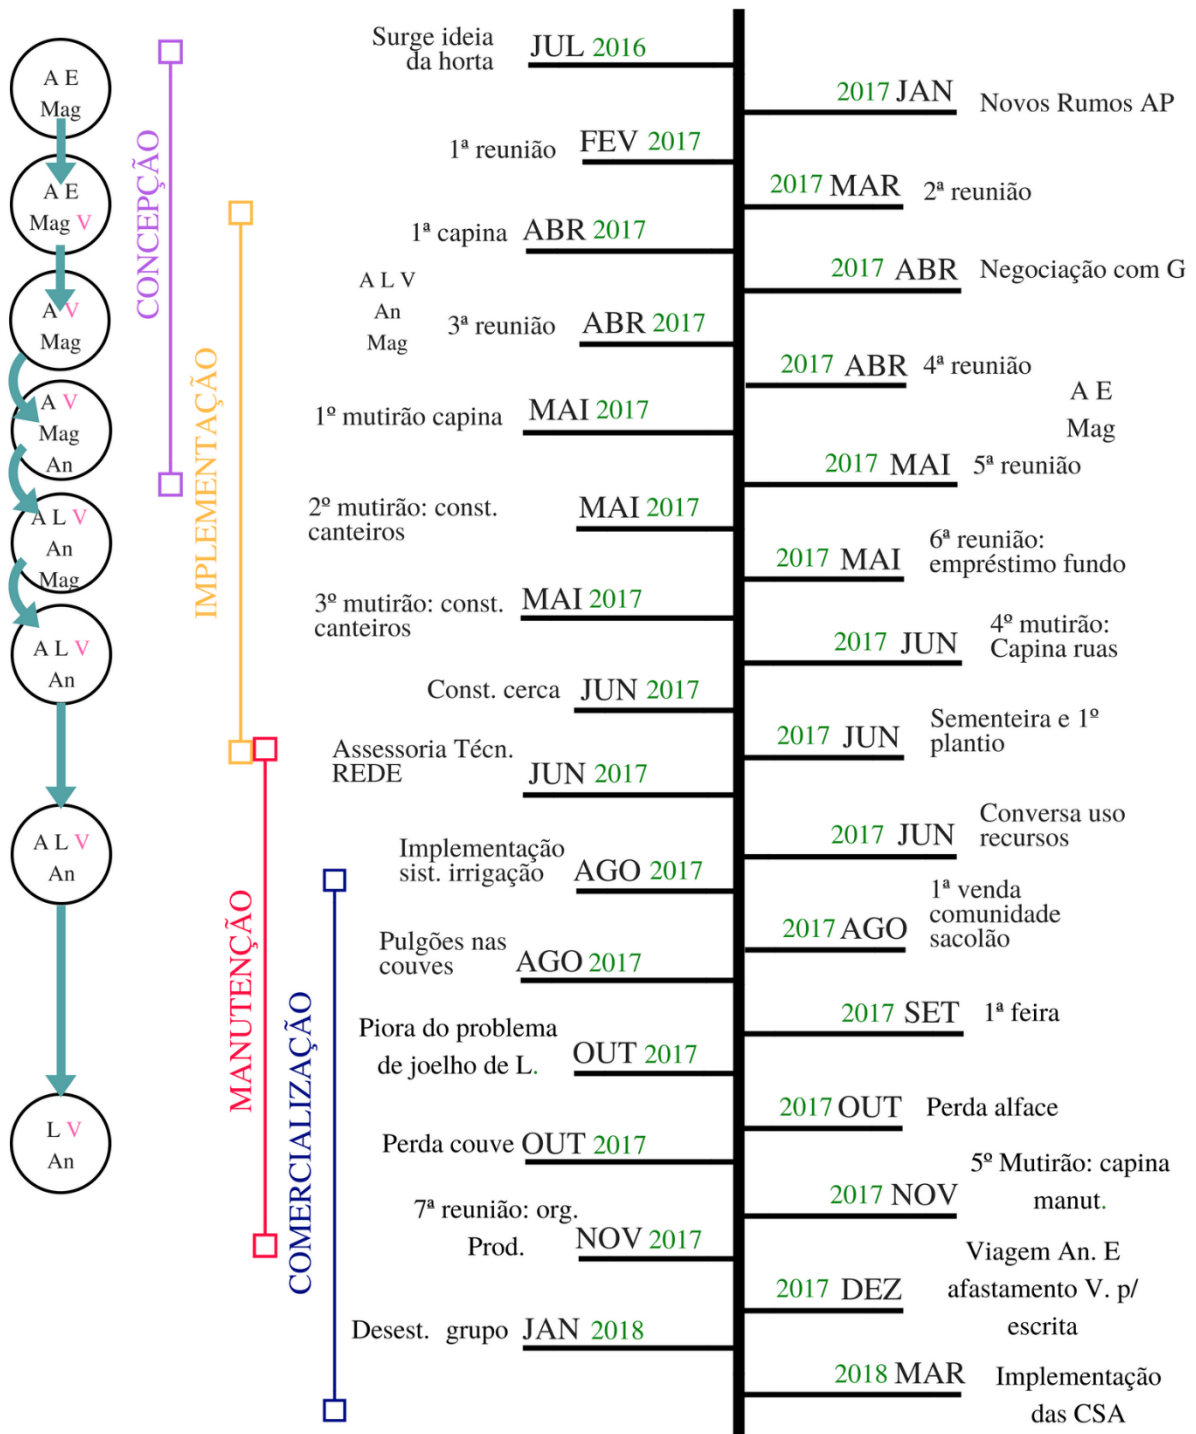 A E
Mag
A E
Mag V
A V
Mag
A V
Mag
An
A L V
An
Mag
A L V
An
A L V
An
L V
An
CONCEPÇÃO
IMPLEMENTAÇÃO
MANUTENÇÃO
COMERCIALIZAÇÃO
Surge ideia
da horta
JUL 2016
2017 JAN
Novos Rumos AP
1ª reunião
FEV 2017
2017 MAR
2ª reunião
1ª capina
ABR 2017
2017 ABR
Negociação com G
A L V
An
Mag
3ª reunião
ABR 2017
2017 ABR
4ª reunião
A E
Mag
1º mutirão capina
MAI 2017
2017 MAI
5ª reunião
2º mutirão: const.
canteiros
MAI 2017
2017 MAI
6ª reunião:
empréstimo fundo
3º mutirão: const.
canteiros
MAI 2017
2017 JUN
4º mutirão:
Capina ruas
Const. cerca
JUN 2017
2017 JUN
Sementeira e 1º
plantio
Assessoria Técn.
REDE
JUN 2017
2017 JUN
Conversa uso
recursos
Implementação
sist. irrigação
AGO 2017
2017 AGO
1ª venda
comunidade
sacolão
Pulgões nas
couves
AGO 2017
2017 SET
1ª feira
Piora do problema
de joelho de L.
OUT 2017
2017 OUT
Perda alface
Perda couve
OUT 2017
2017 NOV
5º Mutirão: capina
manut.
7ª reunião: org.
Prod.
NOV 2017
2017 DEZ
Viagem An. E
afastamento V. p/
escrita
Desest. grupo
JAN 2018
2018 MAR
Implementação
das CSA